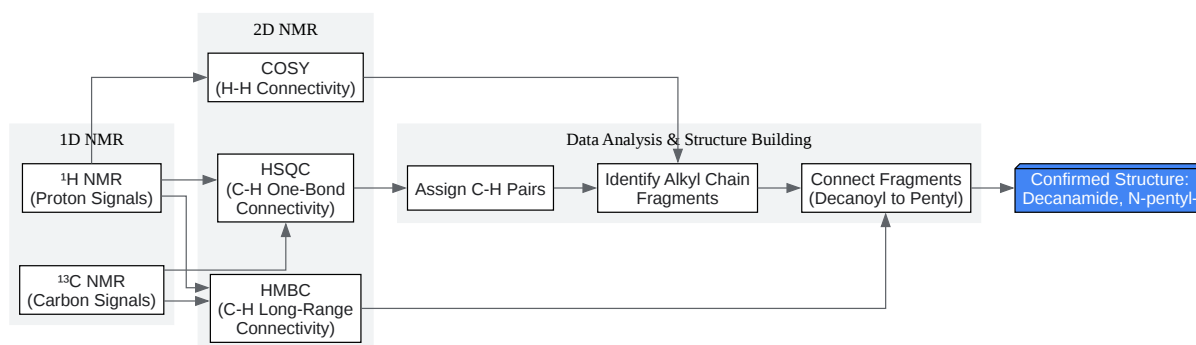 2D NMR
COSY
(H-H Connectivity)
1D NMR
¹H NMR
(Proton Signals)
¹³C NMR
(Carbon Signals)
HSQC
(C-H One-Bond
Connectivity)
HMBC
(C-H Long-Range
Connectivity)
Data Analysis & Structure Building
Assign C-H Pairs
Identify Alkyl Chain
Fragments
Connect Fragments
(Decanoyl to Pentyl)
Confirmed Structure:
Decanamide, N-pentyl-